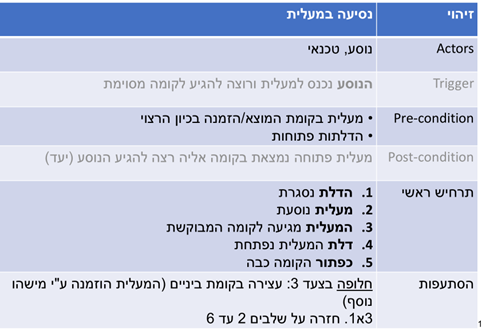 זיהוי נסיעה במעלית
Actors נוסע, טכנאי
Trigger הנוסע נכנס למעלית ורוצה להגיע לקומה מסוימת
Pre-condition • מעלית בקומת המוצא/הזמנה בכיון הרצוי
• הדלתות פתוחות
Post-condition מעלית פתוחה נמצאת בקומה אליה רצה להגיע הנוסע (יעד)
תרחיש ראשי 1. הדלת נסגרת
2. מעלית נוסעת
3. המעלית מגיעה לקומה המבוקשת
4. דלת המעלית נפתחת
5. כפתור הקומה כבה
הסתעפות חלופה בצעד 3: עצירה בקומת ביניים (המעלית הוזמנה ע"י מישהו
נוסף)
3א1. חזרה על שלבים 2 עד 6
1